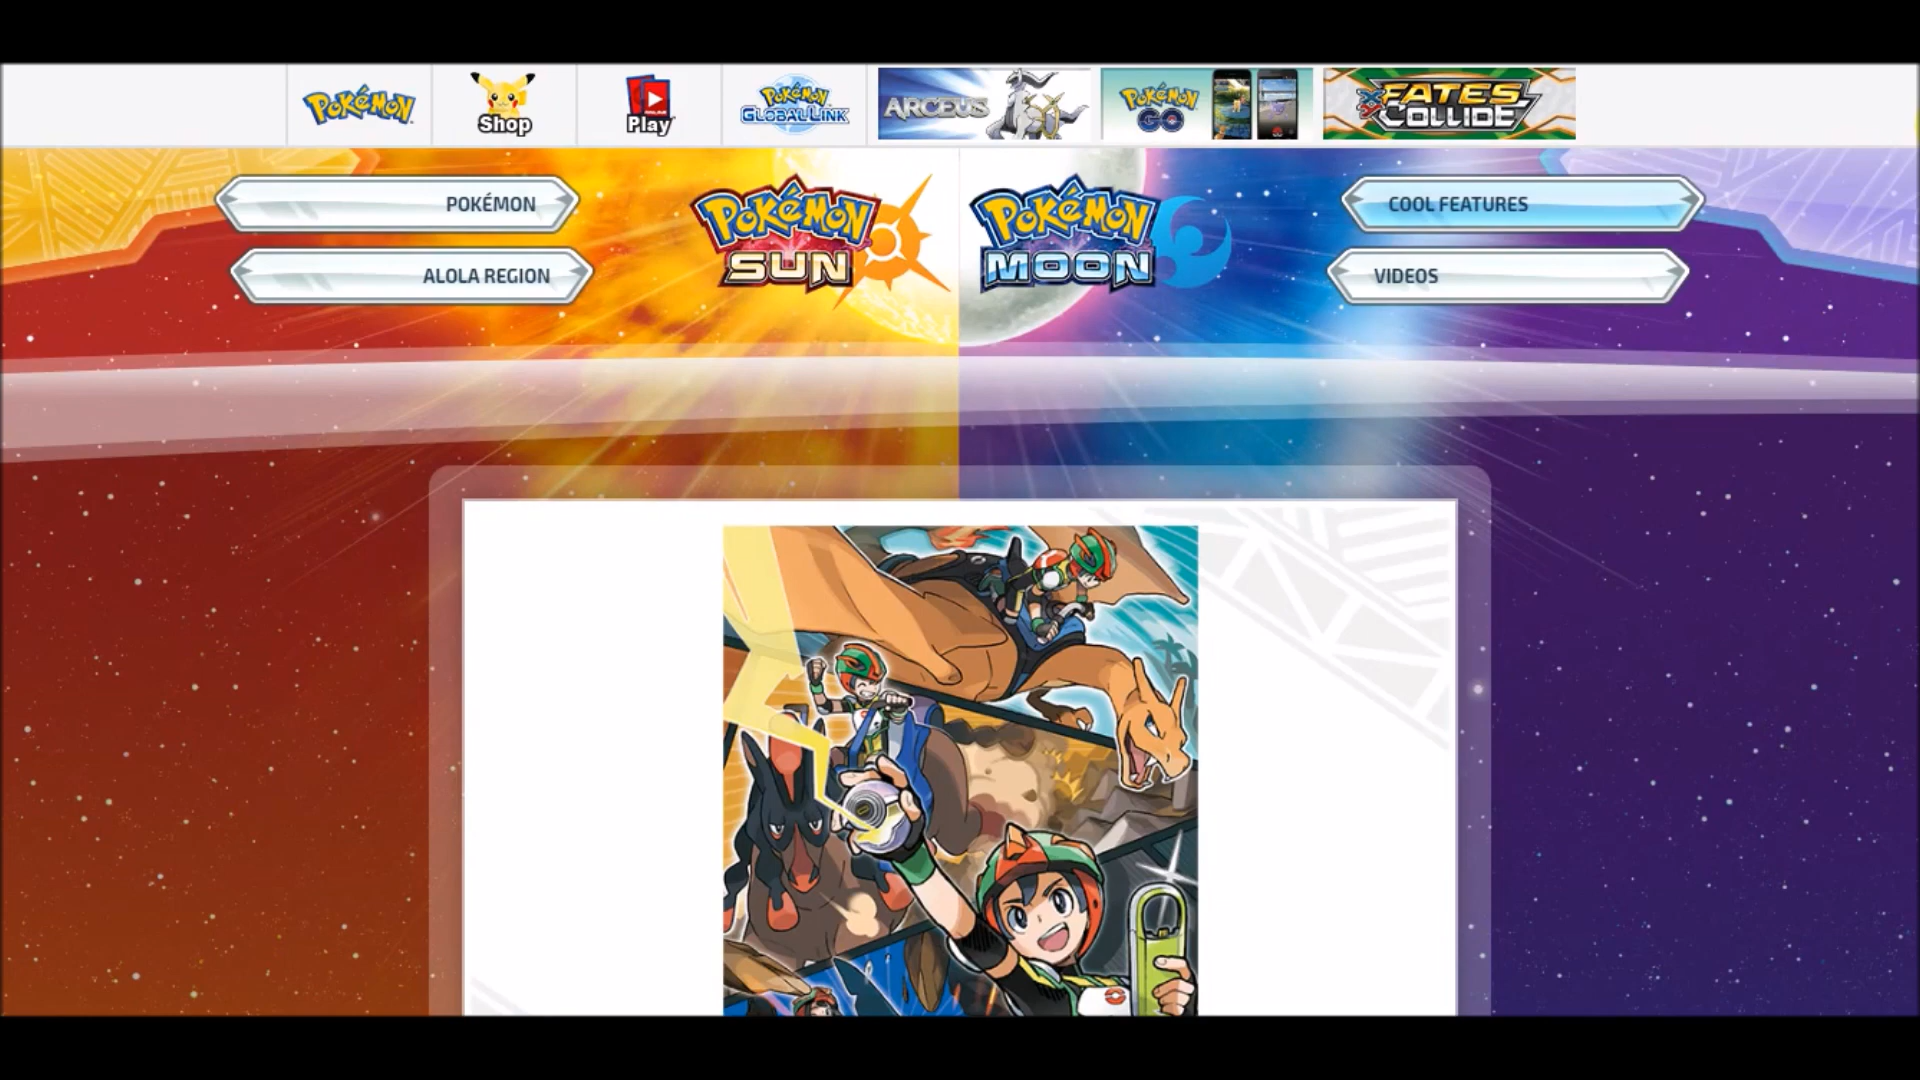 Pokémon
Shop
Play
Pokémon
GLOBAL LINK
ARCEUS
Pokémon
GO
XY
FATES
COLLIDE
POKÉMON
ALOLA REGION
Pokémon
SUN
Pokémon
MOON
COOL FEATURES
VIDEOS